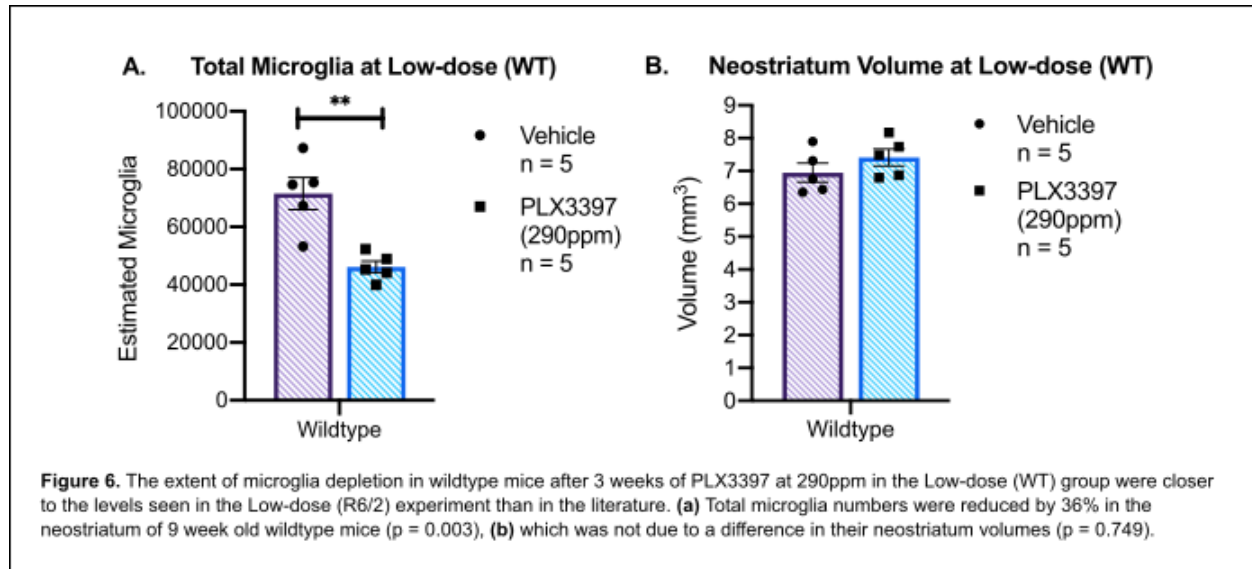 A. Total Microglia at Low-dose (WT)
**
100000
80000
60000
40000
20000
0
Estimated Microglia
Wildtype
Vehicle
n = 5
PLX3397
(290ppm)
n = 5
B. Neostriatum Volume at Low-dose (WT)
9
8
7
6
5
4
3
2
1
0
Volume (mm³)
Wildtype
Vehicle
n = 5
PLX3397
(290ppm)
n = 5
Figure 6. The extent of microglia depletion in wildtype mice after 3 weeks of PLX3397 at 290ppm in the Low-dose (WT) group were closer
to the levels seen in the Low-dose (R6/2) experiment than in the literature. (a) Total microglia numbers were reduced by 36% in the
neostriatum of 9 week old wildtype mice (p = 0.003), (b) which was not due to a difference in their neostriatum volumes (p = 0.749).